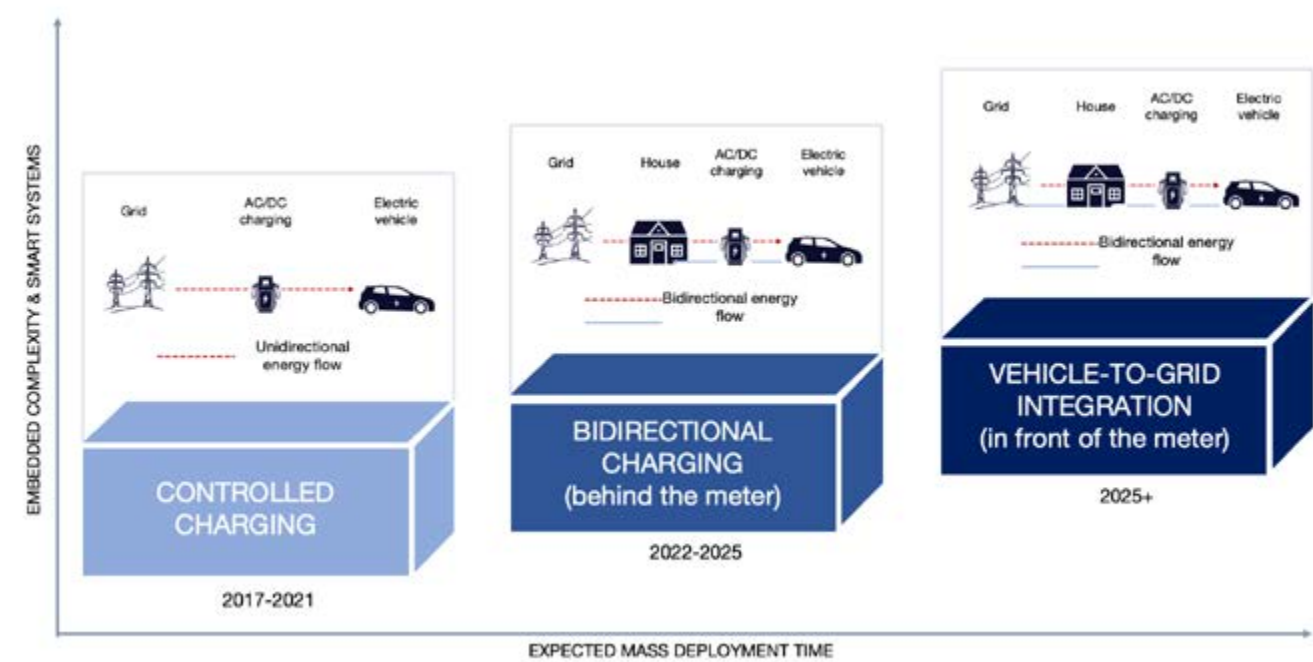 EMBEDDED COMPLEXITY & SMART SYSTEMS
Grid
AC/DC
charging
Electric
vehicle
Unidirectional
energy flow
CONTROLLED
CHARGING
2017-2021
Grid
House
AC/DC
charging
Electric
vehicle
Bidirectional energy
flow
BIDIRECTIONAL
CHARGING
(behind the meter)
2022-2025
Grid
House
AC/DC
charging
Electric
vehicle
Bidirectional energy
flow
VEHICLE-TO-GRID
INTEGRATION
(in front of the meter)
2025+
EXPECTED MASS DEPLOYMENT TIME